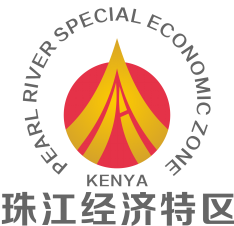 PEARL RIVER SPECIAL ECONOMIC ZONE
KENYA
珠江经济特区